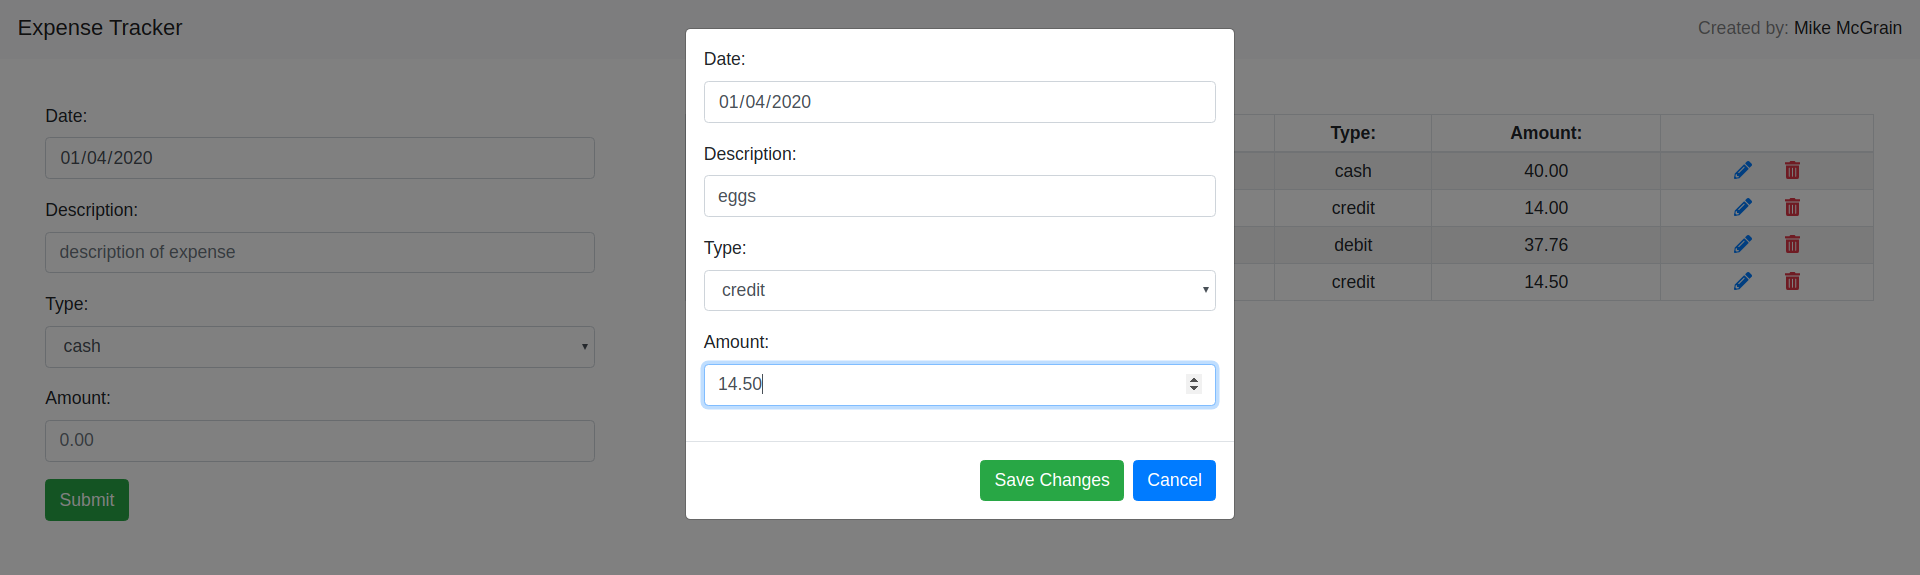 Expense Tracker
Created by: Mike McGrain
Date:
01/04/2020
Description:
description of expense
Type:
cash
Amount:
0.00
Submit
Date:
01/04/2020
Description:
eggs
Type:
credit
Amount:
14.50
Save Changes Cancel
Type: Amount:
cash 40.00
credit 14.00
debit 37.76
credit 14.50